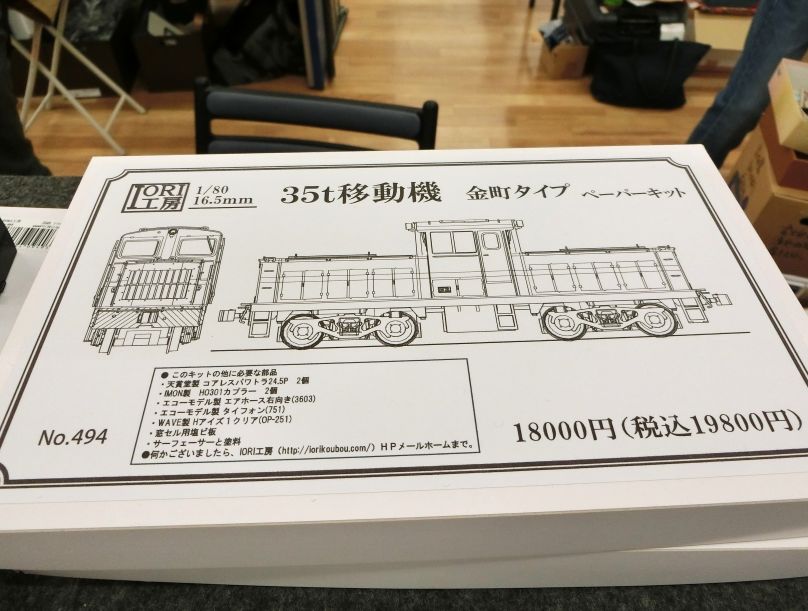 IORI工房
1/80
16.5mm
35t移動機 金町タイプ ペーパーキット
● このキットの他に必要な部品
・天賞堂製 コアレスパワトラ24.5P 2個
・IMON製 HO301カプラー 2個
・エコーモデル製 エアホース右向き(3603)
・エコーモデル製 タイフォン(751)
・WAVE製 Hアイズ1クリア(OP-251)
・窓セル用塩ビ板
・サーフェーサーと塗料
●何かございましたら、IORI工房(http://iorikoubou.com/)HPメールホームまで。
No.494
18000円(税込19800円)